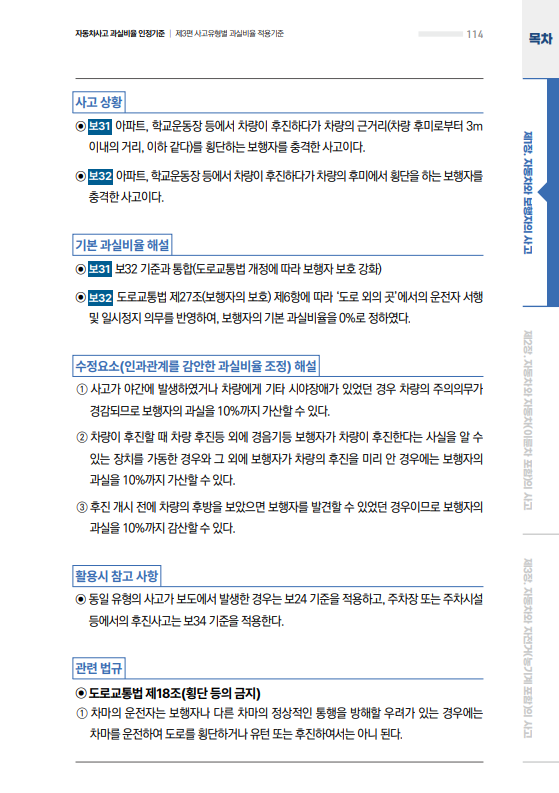 자동차사고 과실비율 인정기준 | 제3편 사고유형별 과실비율 적용기준
114
목차
사고 상황
◉ 보31 아파트, 학교운동장 등에서 차량이 후진하다가 차량의 근거리(차량 후미로부터 3m
이내의 거리, 이하 같다)를 횡단하는 보행자를 충격한 사고이다.
◉ 보32 아파트, 학교운동장 등에서 차량이 후진하다가 차량의 후미에서 횡단을 하는 보행자를
충격한 사고이다.
기본 과실비율 해설
◉ 보31 보32 기준과 통합(도로교통법 개정에 따라 보행자 보호 강화)
◉ 보32 도로교통법 제27조(보행자의 보호) 제6항에 따라 '도로 외의 곳'에서의 운전자 서행
및 일시정지 의무를 반영하여, 보행자의 기본 과실비율을 0%로 정하였다.
수정요소(인과관계를 감안한 과실비율 조정) 해설
① 사고가 야간에 발생하였거나 차량에게 기타 시야장애가 있었던 경우 차량의 주의의무가
경감되므로 보행자의 과실을 10%까지 가산할 수 있다.
② 차량이 후진할 때 차량 후진등 외에 경음기등 보행자가 차량이 후진한다는 사실을 알 수
있는 장치를 가동한 경우와 그 외에 보행자가 차량의 후진을 미리 안 경우에는 보행자의
과실을 10%까지 가산할 수 있다.
③ 후진 개시 전에 차량의 후방을 보았으면 보행자를 발견할 수 있었던 경우이므로 보행자의
과실을 10%까지 감산할 수 있다.
활용시 참고 사항
◉ 동일 유형의 사고가 보도에서 발생한 경우는 보24 기준을 적용하고, 주차장 또는 주차시설
등에서의 후진사고는 보34 기준을 적용한다.
관련 법규
◉ 도로교통법 제18조(횡단 등의 금지)
① 차마의 운전자는 보행자나 다른 차마의 정상적인 통행을 방해할 우려가 있는 경우에는
차마를 운전하여 도로를 횡단하거나 유턴 또는 후진하여서는 아니 된다.
제1장. 자동차와 보행자의 사고
제2장. 자동차와 자동차(이륜차 포함)의 사고
제3장. 자동차와 자전거(농기계 포함)의 사고